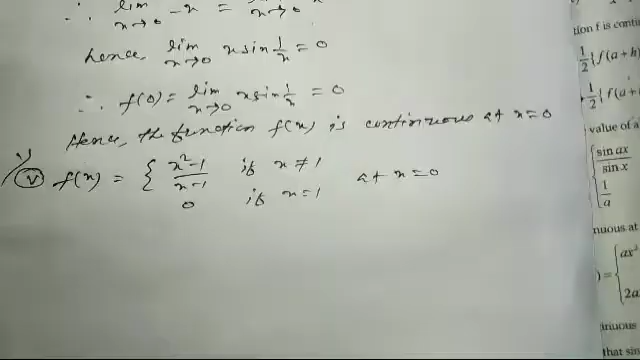 ∴ lim x→0 -x = lim x→0 x
hence, lim x→0 x sin 1/x = 0
∴ f(0) = lim x→0 x sin 1/x = 0
Hence, the function f(x) is continuous at x=0
(v) f(x) = { x²-1 / x-1 if x ≠ 1 at x=0
0 if x=1
tion f is conti
1/2 { f(a+h)
1/2 { f(a+
value of a
sin ax / sin x
1/a
nuous at
) = { ax²
2a
inuous
that sin